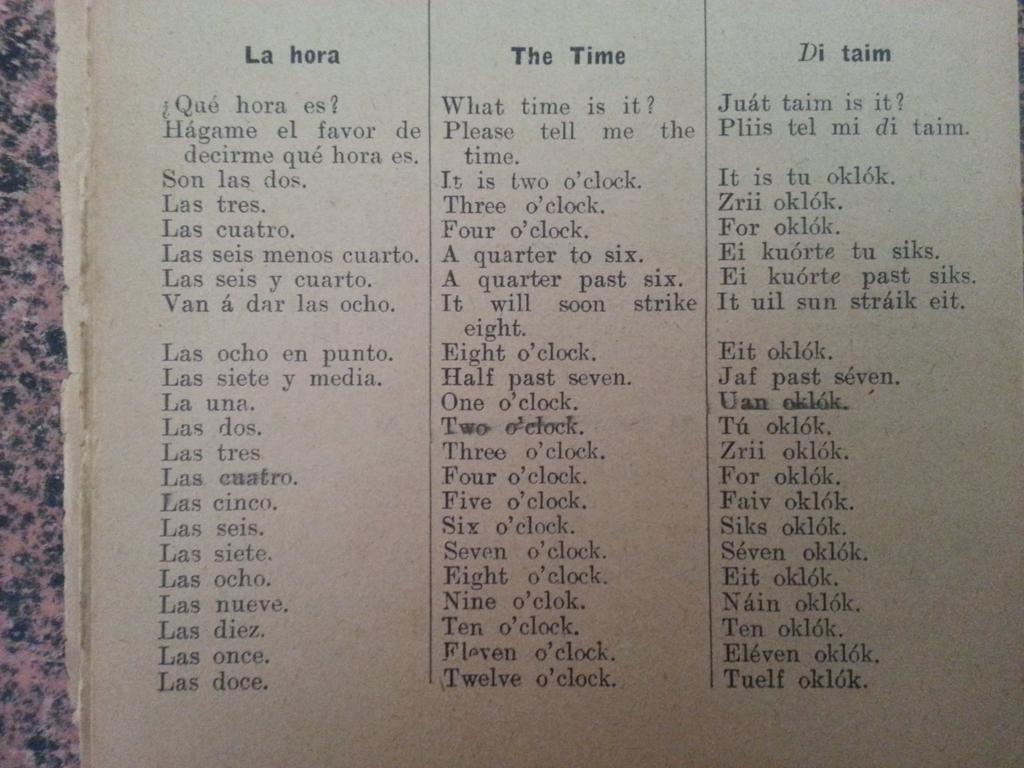 La hora
¿Qué hora es?
Hágame el favor de
decirme qué hora es.
Son las dos.
Las tres.
Las cuatro.
Las seis menos cuarto.
Las seis y cuarto.
Van á dar las ocho.
Las ocho en punto.
Las siete y media.
La una.
Las dos.
Las tres
Las cuatro.
Las cinco.
Las seis.
Las siete.
Las ocho.
Las nueve.
Las diez.
Las once.
Las doce.
The Time
What time is it?
Please tell me the
time.
It is two o'clock.
Three o'clock.
Four o'clock.
A quarter to six.
A quarter past six.
It will soon strike
eight.
Eight o'clock.
Half past seven.
One o'clock.
Two o'clock.
Three o'clock.
Four o'clock.
Five o'clock.
Six o'clock.
Seven o'clock.
Eight o'clock.
Nine o'clok.
Ten o'clock.
Eleven o'clock.
Twelve o'clock.
Di taim
Juát taim is it?
Pliis tel mi di taim.
It is tu oklók.
Zrii oklók.
For oklók.
Ei kuórte tu siks.
Ei kuórte past siks.
It uil sun stráik eit.
Eit oklók.
Jaf past séven.
Uan oklók.
Tú oklók.
Zrii oklók.
For oklók.
Faiv oklók.
Siks oklók.
Séven oklók.
Eit oklók.
Náin oklók.
Ten oklók.
Eléven oklók.
Tuelf oklók.